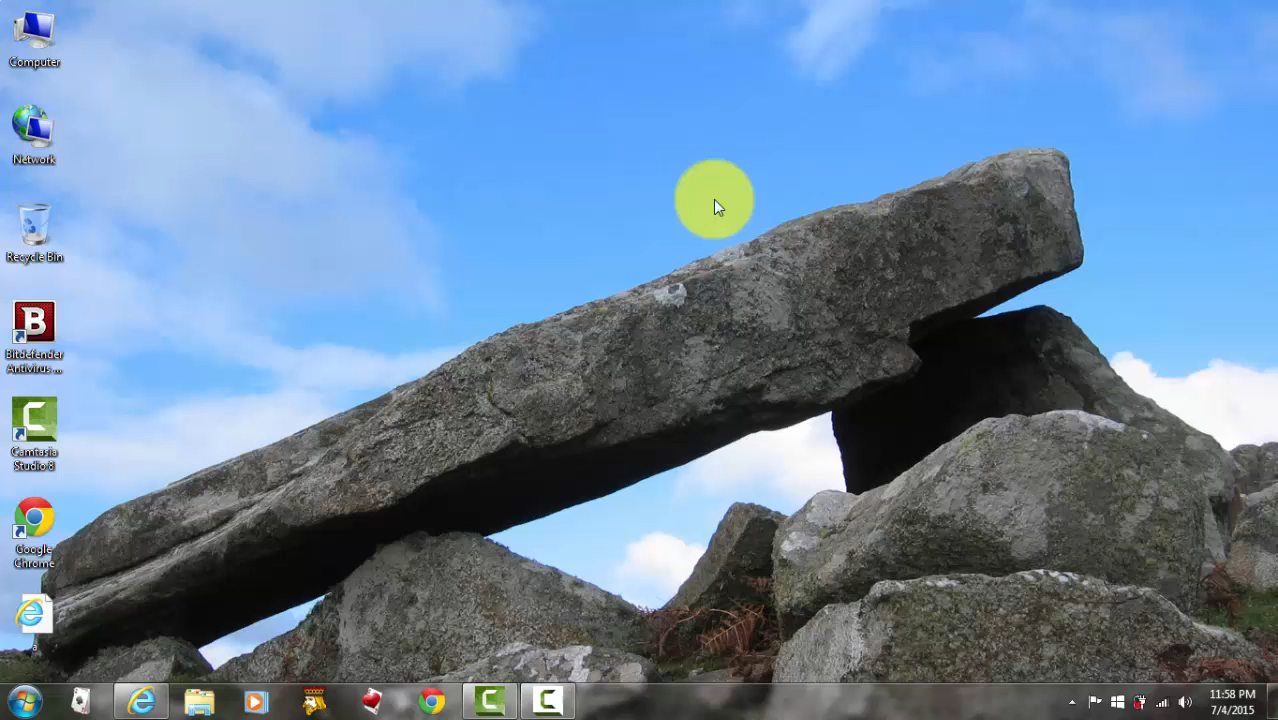 Computer
Network
Recycle Bin
B
Bitdefender
Antivirus ...
Camtasia
Studio 8
Google
Chrome
11:58 PM
7/4/2015